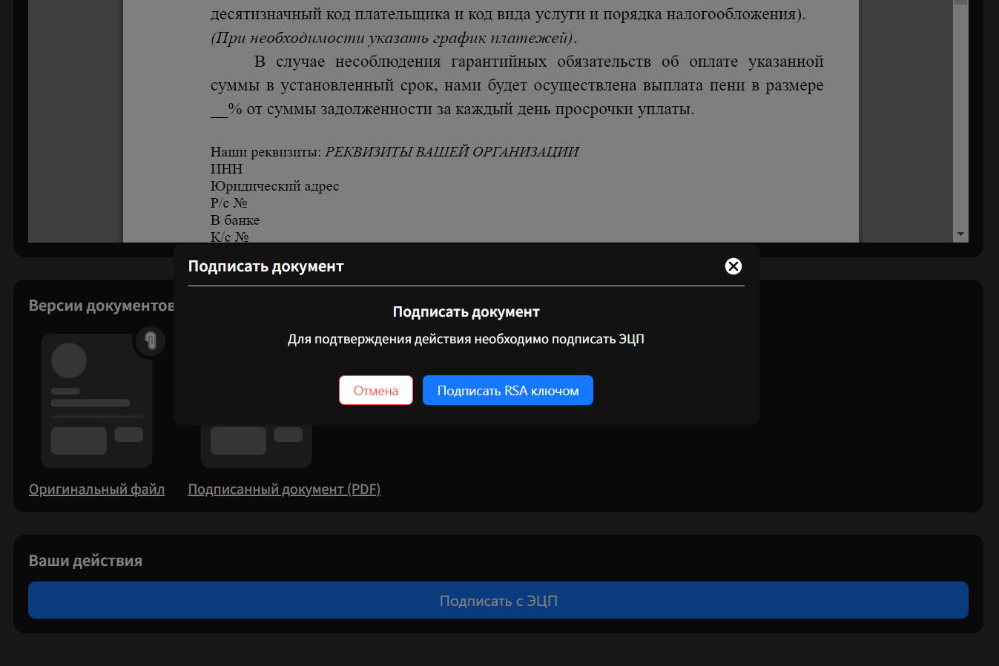 десятизначный код плательщика и код вида услуги и порядка налогообложения).
(При необходимости указать график платежей).
В случае несоблюдения гарантийных обязательств об оплате указанной
суммы в установленный срок, нами будет осуществлена выплата пени в размере
__% от суммы задолженности за каждый день просрочки уплаты.
Наши реквизиты: РЕКВИЗИТЫ ВАШЕЙ ОРГАНИЗАЦИИ
ИНН
Юридический адрес
Р/с №
В банке
К/с №
Подписать документ
Подписать документ
Для подтверждения действия необходимо подписать ЭЦП
Отмена
Подписать RSA ключом
Версии документов
Оригинальный файл
Подписанный документ (PDF)
Ваши действия
Подписать с ЭЦП